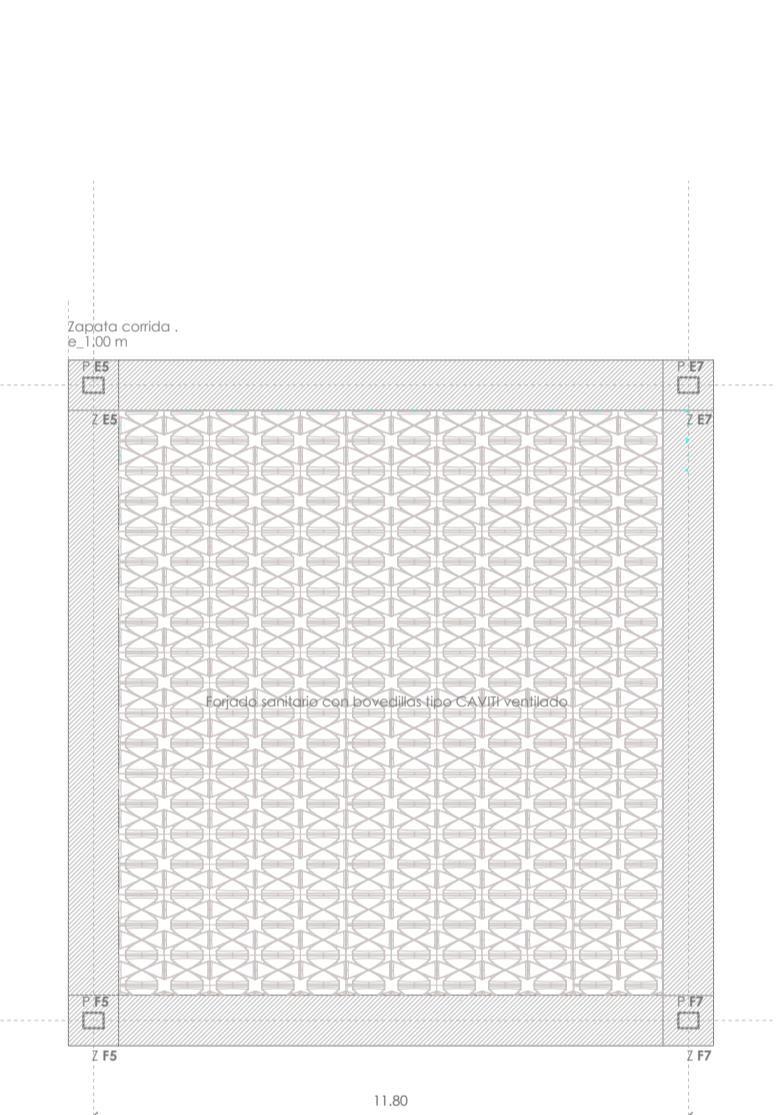 Zapata corrida .
e_1.00 m
P E5
P E7
Z E5
Z E7
Forjado sanitario con bovedillas tipo CAVITI ventilado
P F5
P F7
Z F5
Z F7
11.80